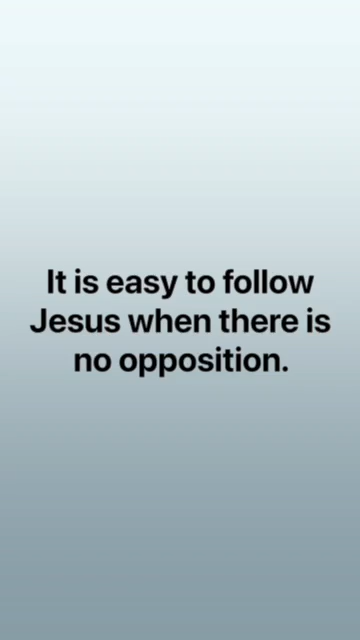 It is easy to follow
Jesus when there is
no opposition.